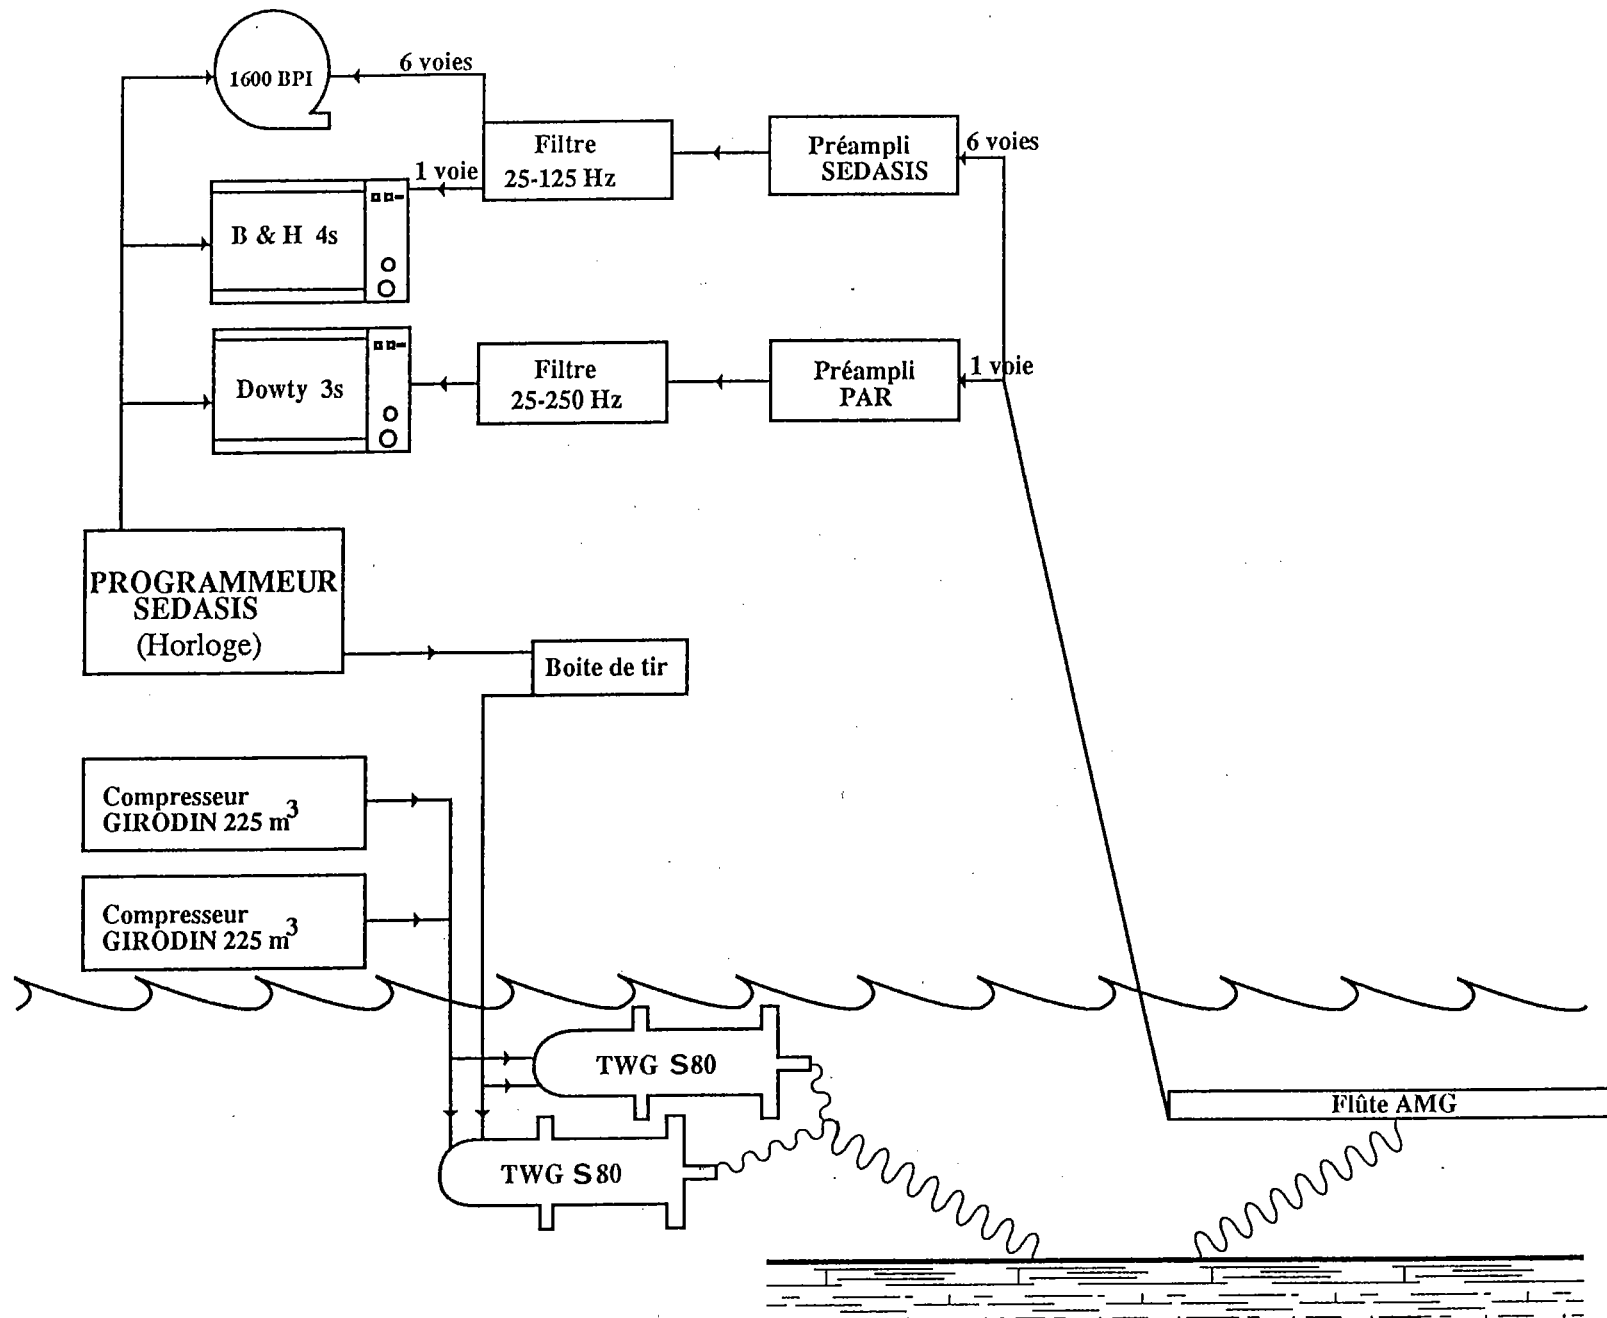 6 voies
1600 BPI
Filtre
25-125 Hz
Préampli
SEDASIS
6 voies
1 voie
B & H 4s
Dowty 3s
Filtre
25-250 Hz
Préampli
PAR
1 voie
PROGRAMMEUR
SEDASIS
(Horloge)
Boite de tir
Compresseur
GIRODIN 225 m³
Compresseur
GIRODIN 225 m³
TWG S80
Flûte AMG
TWG S80